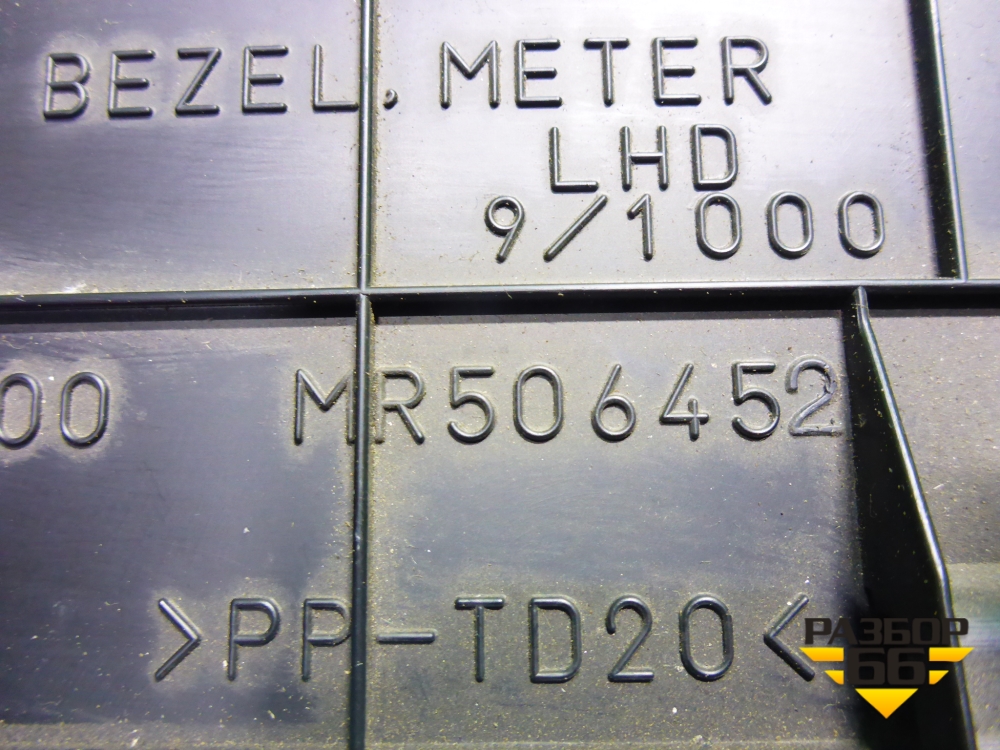 BEZEL, METER
LHD
9/1000
00 MR506452
>PP-TD20<
РАЗБОР
66